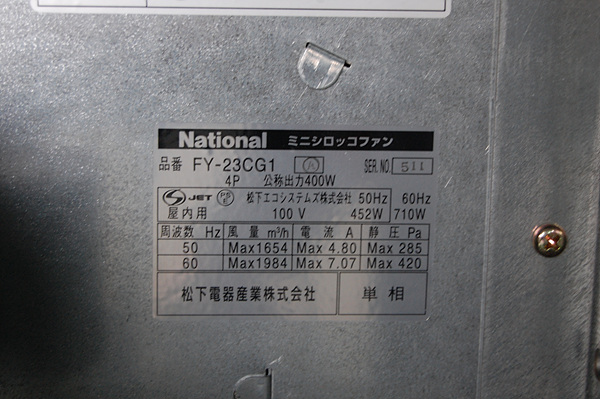 National ミニシロッコファン
品番 FY-23CG1 A SER.NO. 511
4P 公称出力400W
JET PSE 松下エコシステムズ株式会社 50Hz 60Hz
屋内用 100 V 452W 710W
周波数 Hz 風量 m³/h 電流 A 静圧 Pa
50 Max1654 Max 4.80 Max 285
60 Max1984 Max 7.07 Max 420
松下電器産業株式会社 単相